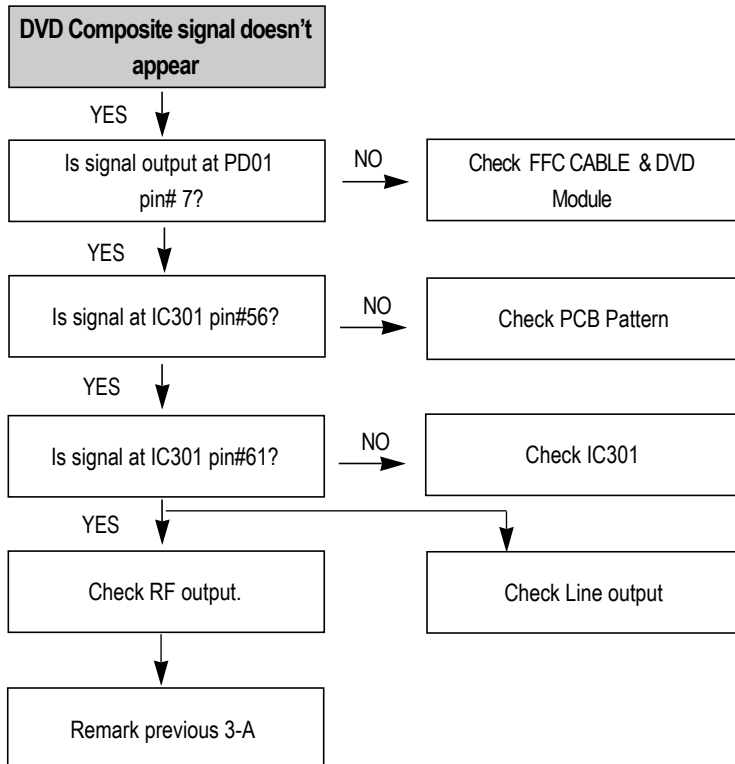 DVD Composite signal doesn't
appear
YES
Is signal output at PD01
pin# 7?
NO
Check FFC CABLE & DVD
Module
YES
Is signal at IC301 pin#56?
NO
Check PCB Pattern
YES
Is signal at IC301 pin#61?
NO
Check IC301
YES
Check RF output.
Check Line output
Remark previous 3-A